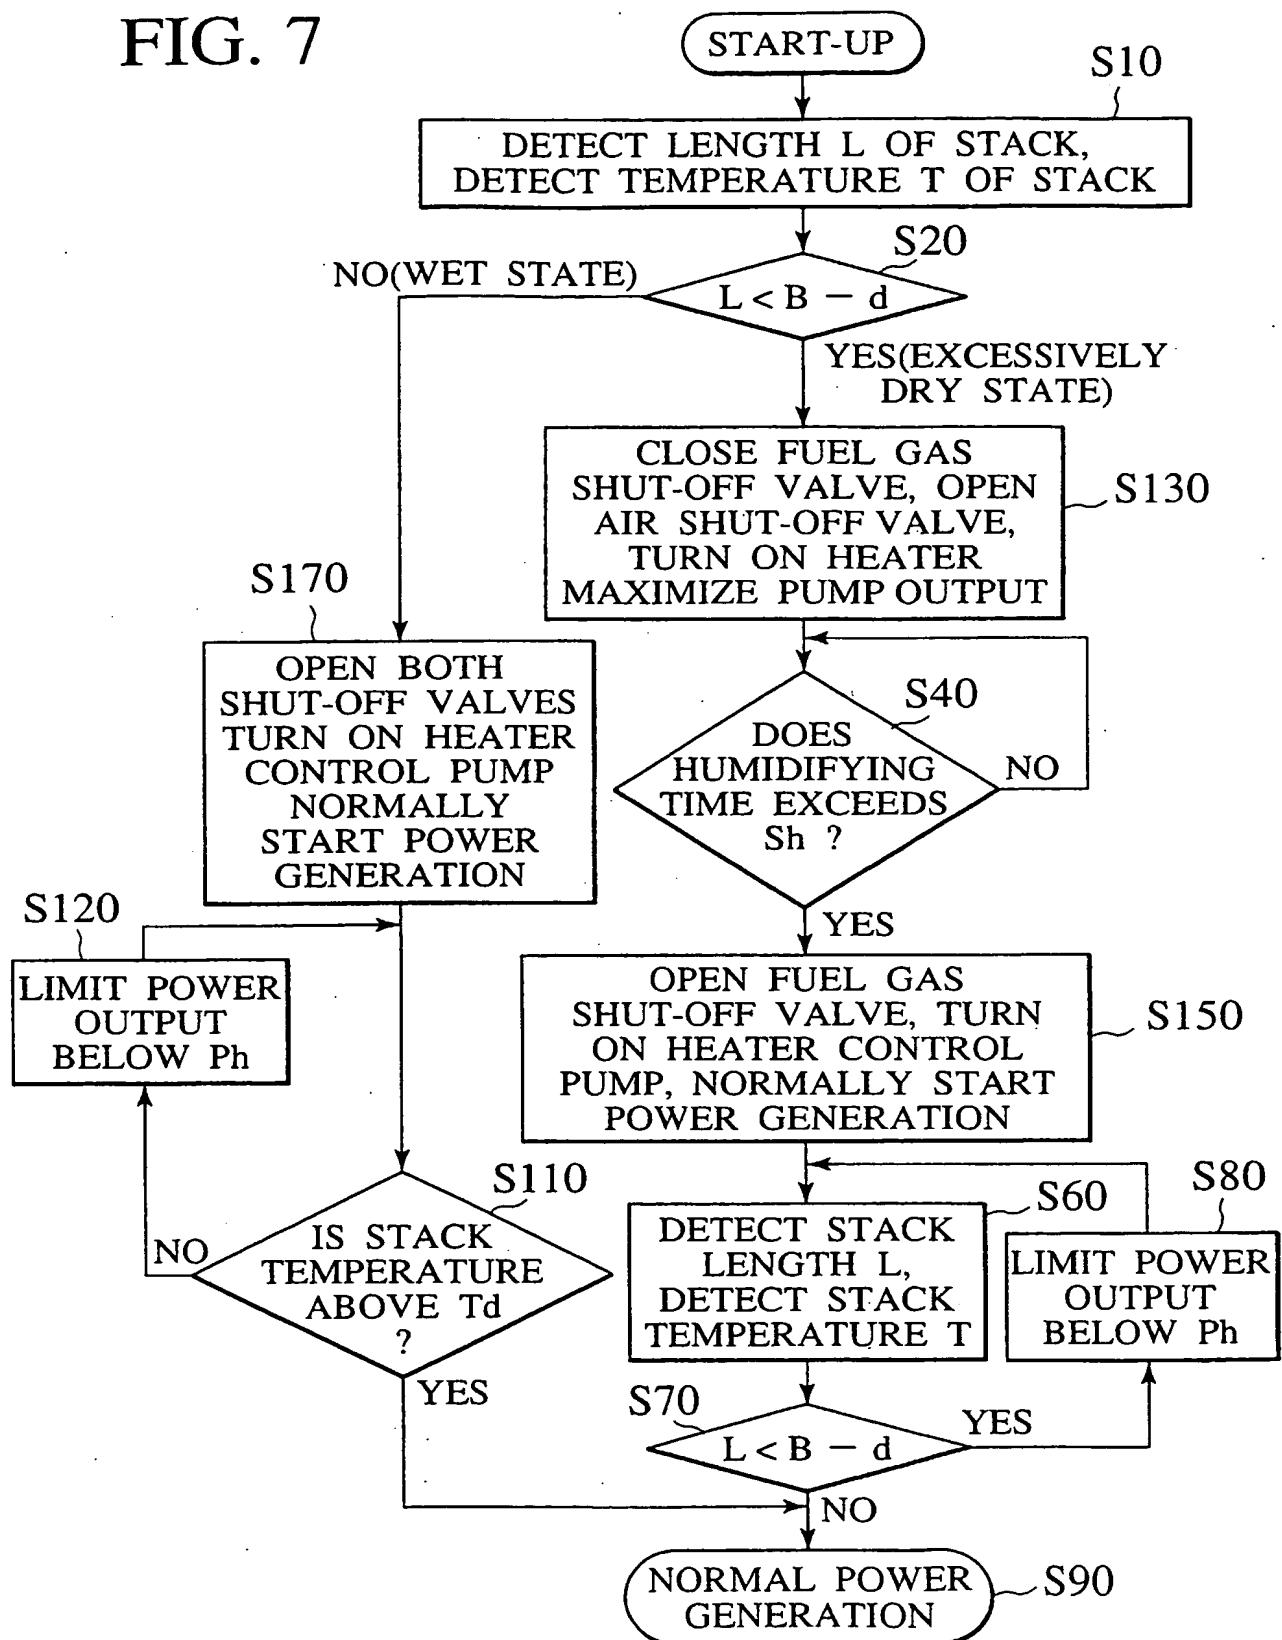 FIG. 7
START-UP
S10
DETECT LENGTH L OF STACK,
DETECT TEMPERATURE T OF STACK
S20
NO(WET STATE)
L < B - d
YES(EXCESSIVELY
DRY STATE)
CLOSE FUEL GAS
SHUT-OFF VALVE, OPEN
AIR SHUT-OFF VALVE,
TURN ON HEATER
MAXIMIZE PUMP OUTPUT
S130
S170
OPEN BOTH
SHUT-OFF VALVES
TURN ON HEATER
CONTROL PUMP
NORMALLY
START POWER
GENERATION
S40
DOES
HUMIDIFYING
TIME EXCEEDS
Sh ?
NO
YES
S120
LIMIT POWER
OUTPUT
BELOW Ph
OPEN FUEL GAS
SHUT-OFF VALVE, TURN
ON HEATER CONTROL
PUMP, NORMALLY START
POWER GENERATION
S150
S110
IS STACK
TEMPERATURE
ABOVE Td
?
NO
YES
S60
DETECT STACK
LENGTH L,
DETECT STACK
TEMPERATURE T
S80
LIMIT POWER
OUTPUT
BELOW Ph
S70
L < B - d
YES
NO
NORMAL POWER
GENERATION
S90